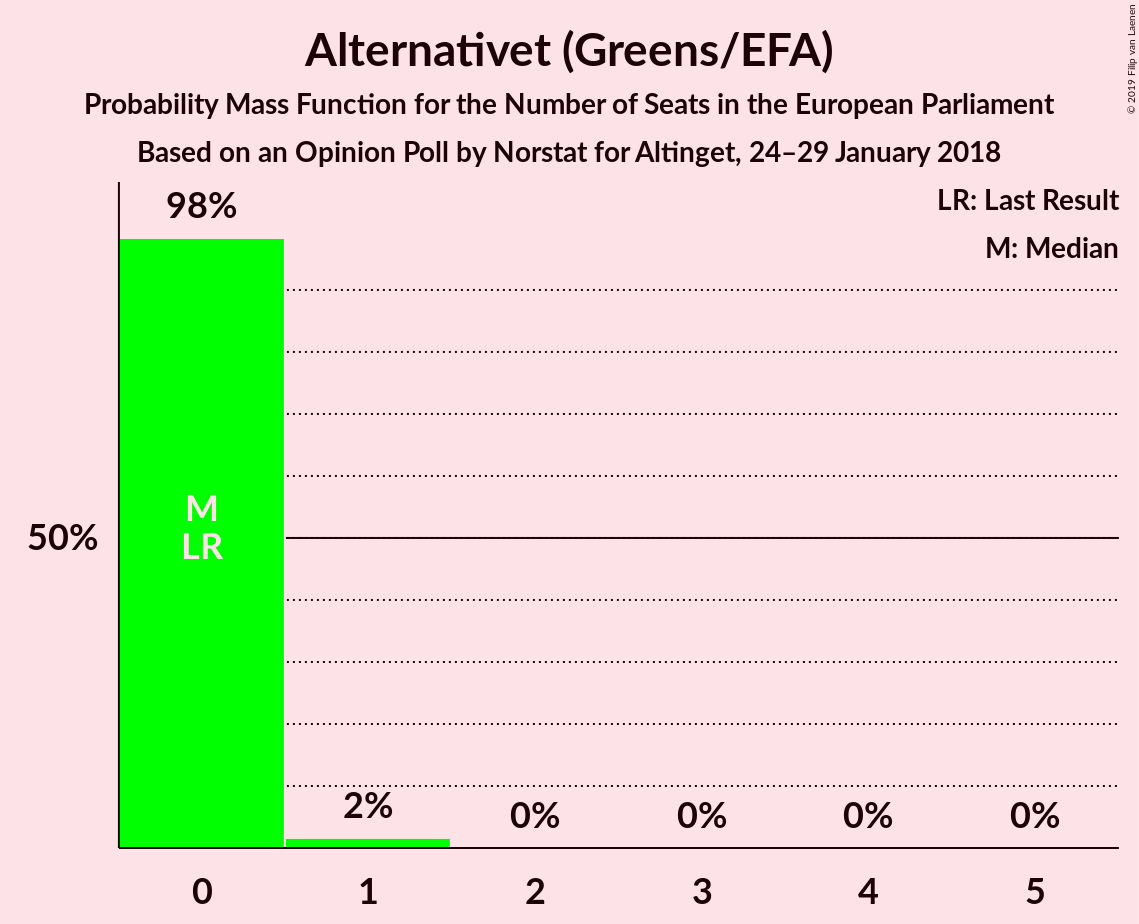 Alternativet (Greens/EFA)
Probability Mass Function for the Number of Seats in the European Parliament
Based on an Opinion Poll by Norstat for Altinget, 24–29 January 2018
© 2019 Filip van Laenen
LR: Last Result
M: Median
98%
M
LR
50%
2%
0%
0%
0%
0%
0
1
2
3
4
5